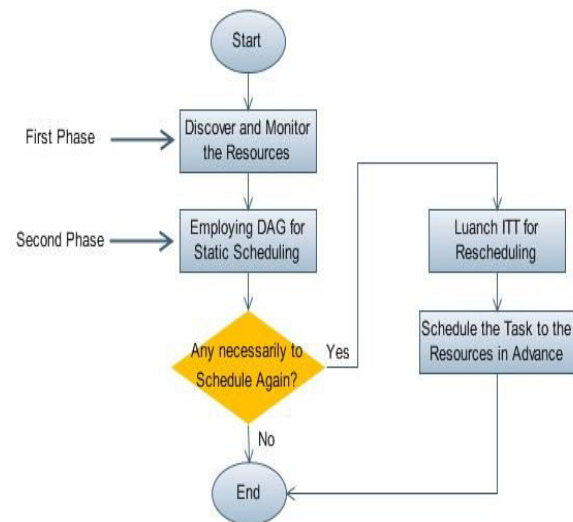 Start
First Phase
Discover and Monitor
the Resources
Second Phase
Employing DAG for
Static Scheduling
Any necessarily to
Schedule Again?
Yes
Luanch ITT for
Rescheduling
Schedule the Task to the
Resources in Advance
No
End